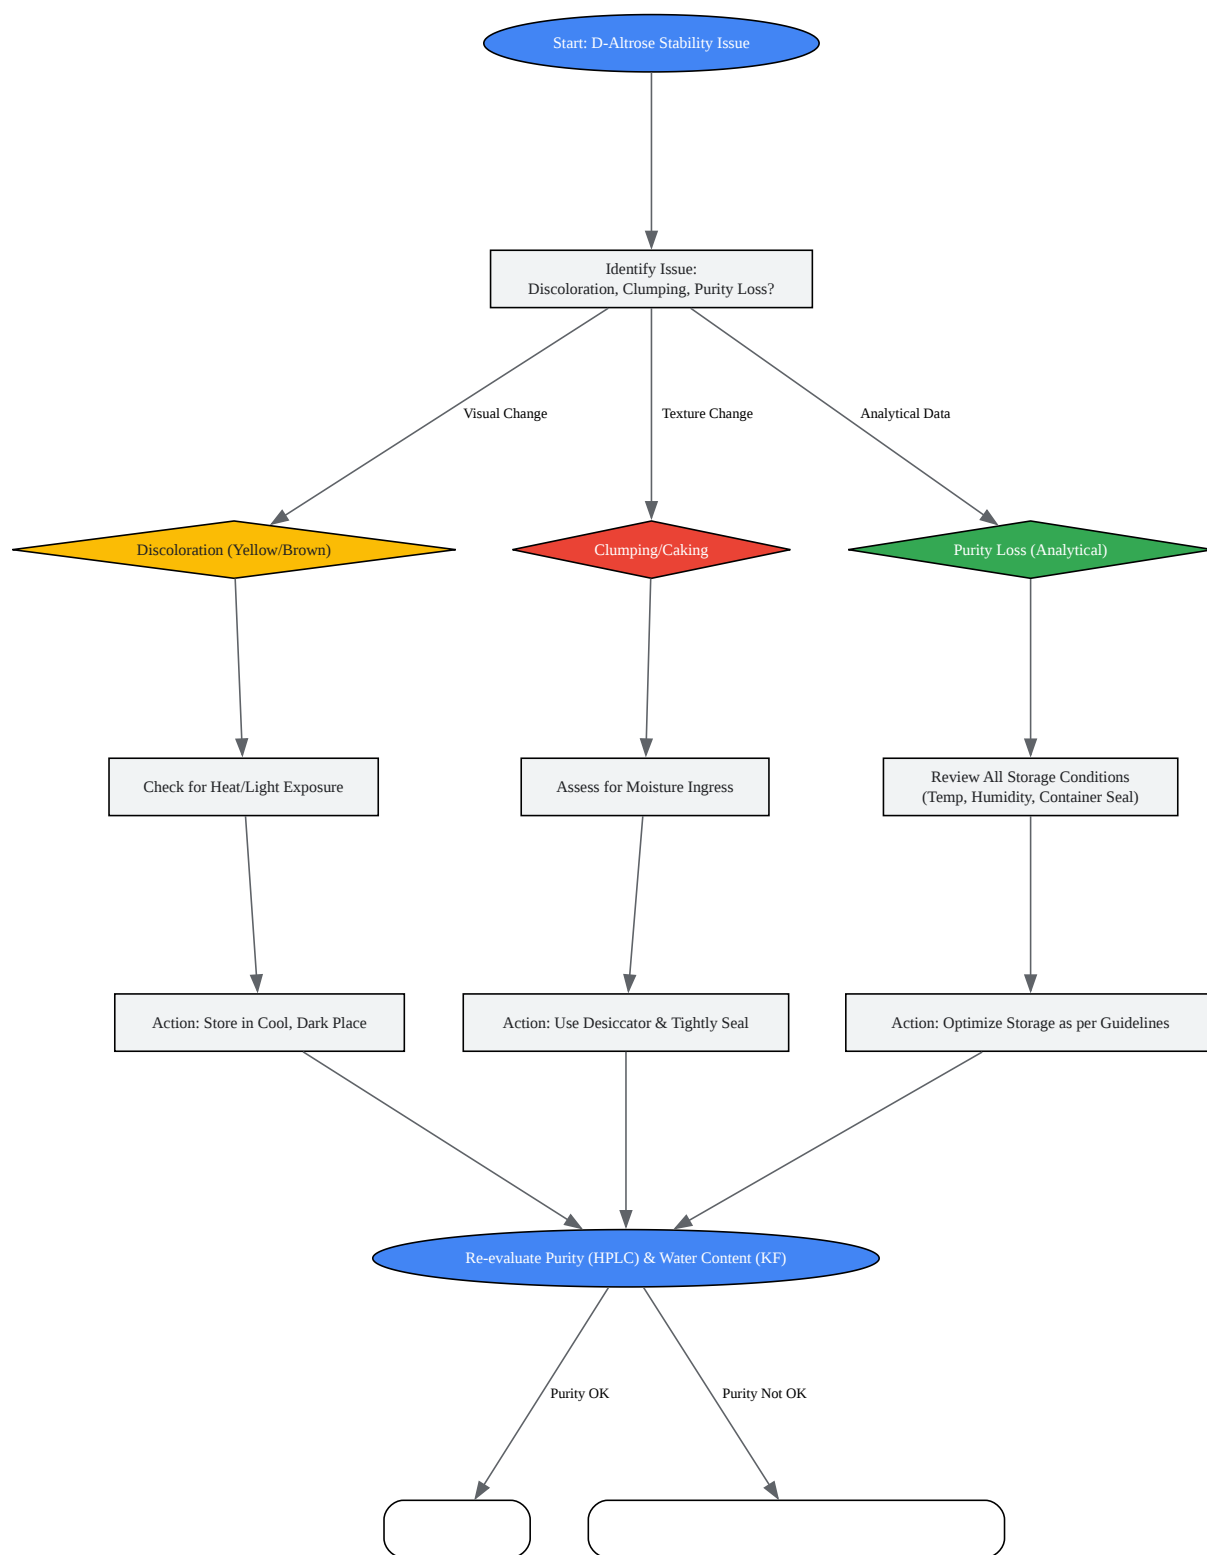 Start: D-Altrose Stability Issue
Identify Issue:
Discoloration, Clumping, Purity Loss?
Visual Change
Texture Change
Analytical Data
Discoloration (Yellow/Brown)
Clumping/Caking
Purity Loss (Analytical)
Check for Heat/Light Exposure
Assess for Moisture Ingress
Review All Storage Conditions
(Temp, Humidity, Container Seal)
Action: Store in Cool, Dark Place
Action: Use Desiccator & Tightly Seal
Action: Optimize Storage as per Guidelines
Re-evaluate Purity (HPLC) & Water Content (KF)
Purity OK
Purity Not OK